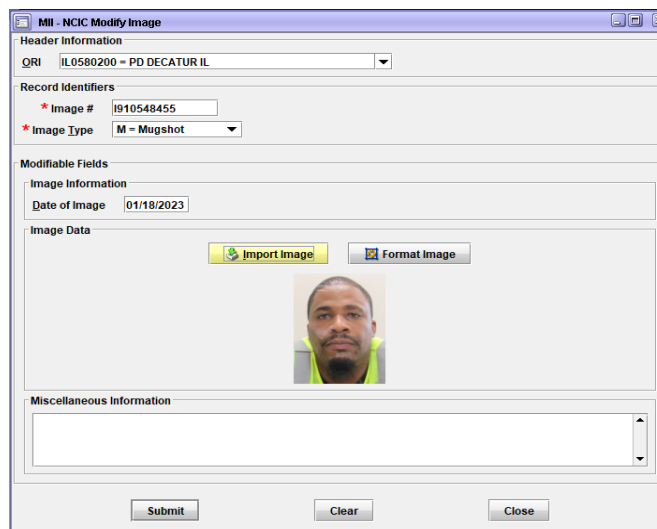 MII - NCIC Modify Image
Header Information
ORI IL0580200 = PD DECATUR IL
Record Identifiers
* Image # I910548455
* Image Type M = Mugshot
Modifiable Fields
Image Information
Date of Image 01/18/2023
Image Data
Import Image Format Image
Miscellaneous Information
Submit Clear Close